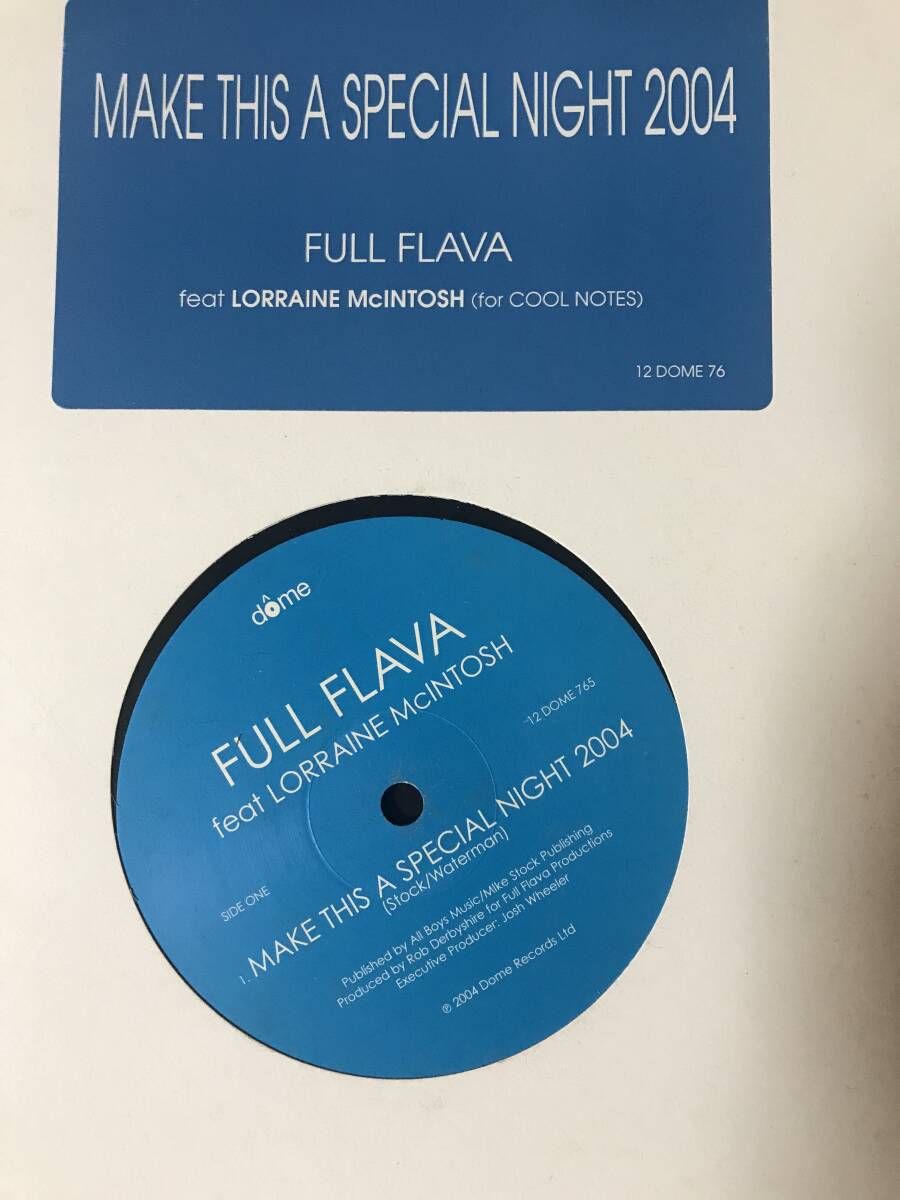 MAKE THIS A SPECIAL NIGHT 2004
FULL FLAVA
feat LORRAINE McINTOSH (for COOL NOTES)
12 DOME 76
dôme
FULL FLAVA
feat LORRAINE McINTOSH
12 DOME 765
SIDE ONE
1. MAKE THIS A SPECIAL NIGHT 2004
(Stock/Waterman)
Published by All Boys Music/Mike Stock Publishing
Produced by Rob Derbyshire for Full Flava Productions
Executive Producer: Josh Wheeler
℗ 2004 Dome Records Ltd